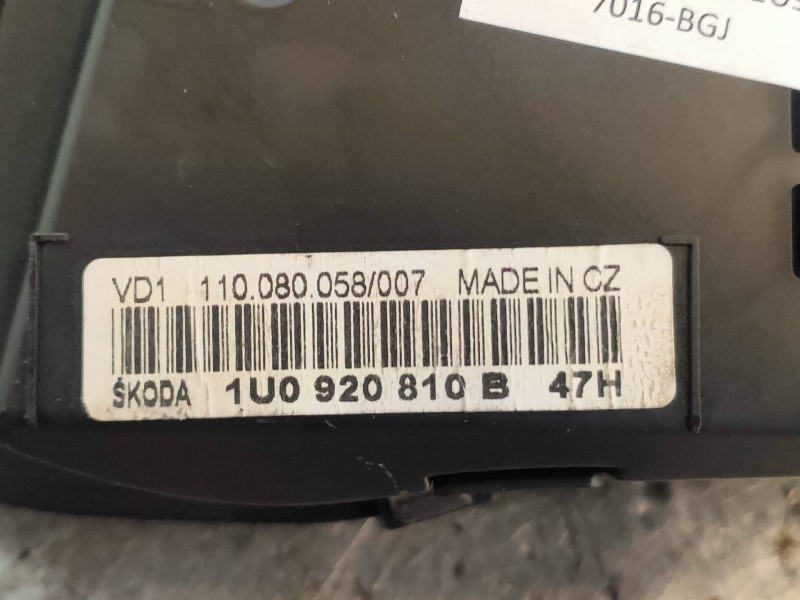 7016-BGJ
VD1 110.080.058/007 MADE IN CZ
ŠKODA 1U0 920 810 B 47H